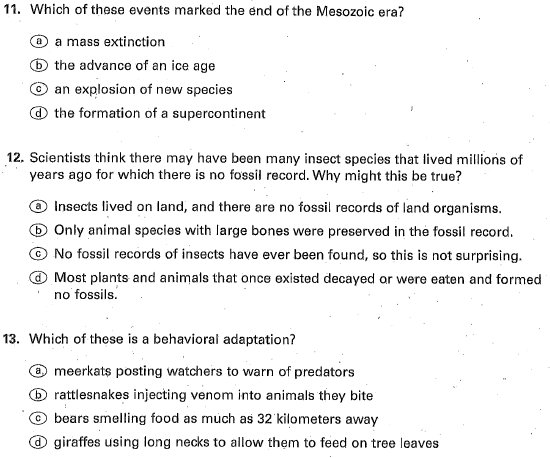 11. Which of these events marked the end of the Mesozoic era?
ⓐ a mass extinction
ⓑ the advance of an ice age
ⓒ an explosion of new species
ⓓ the formation of a supercontinent
12. Scientists think there may have been many insect species that lived millions of
years ago for which there is no fossil record. Why might this be true?
ⓐ Insects lived on land, and there are no fossil records of land organisms.
ⓑ Only animal species with large bones were preserved in the fossil record.
ⓒ No fossil records of insects have ever been found, so this is not surprising.
ⓓ Most plants and animals that once existed decayed or were eaten and formed
no fossils.
13. Which of these is a behavioral adaptation?
ⓐ meerkats posting watchers to warn of predators
ⓑ rattlesnakes injecting venom into animals they bite
ⓒ bears smelling food as much as 32 kilometers away
ⓓ giraffes using long necks to allow them to feed on tree leaves